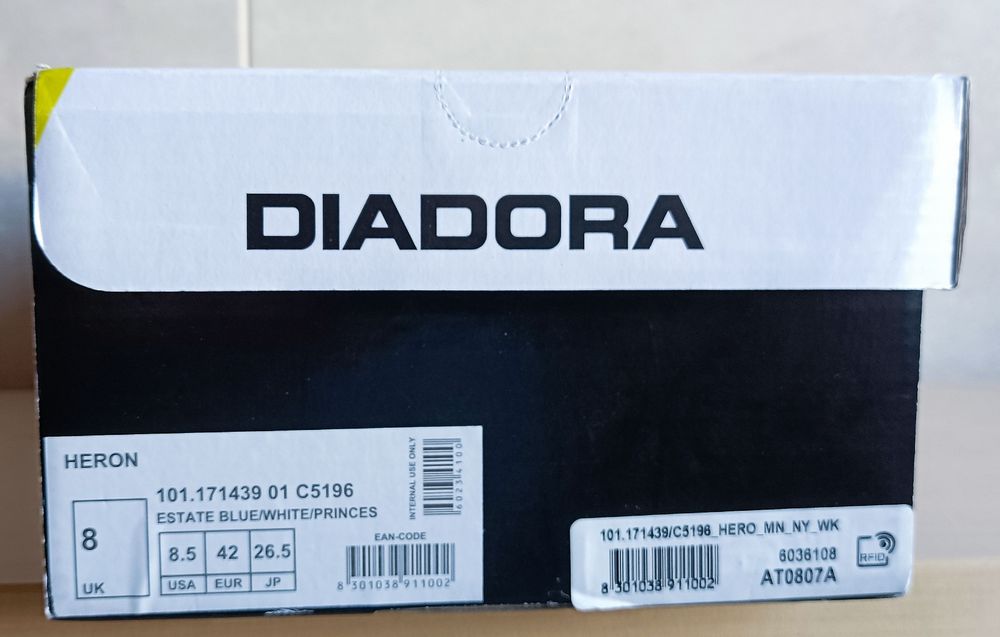 DIADORA
HERON
101.171439 01 C5196
ESTATE BLUE/WHITE/PRINCES
8
UK
8.5 42 26.5
USA EUR JP
EAN-CODE
8 301038 911002
INTERNAL USE ONLY
60234100
101.171439/C5196_HERO_MN_NY_WK
8 301038 911002
6036108
AT0807A
RFID